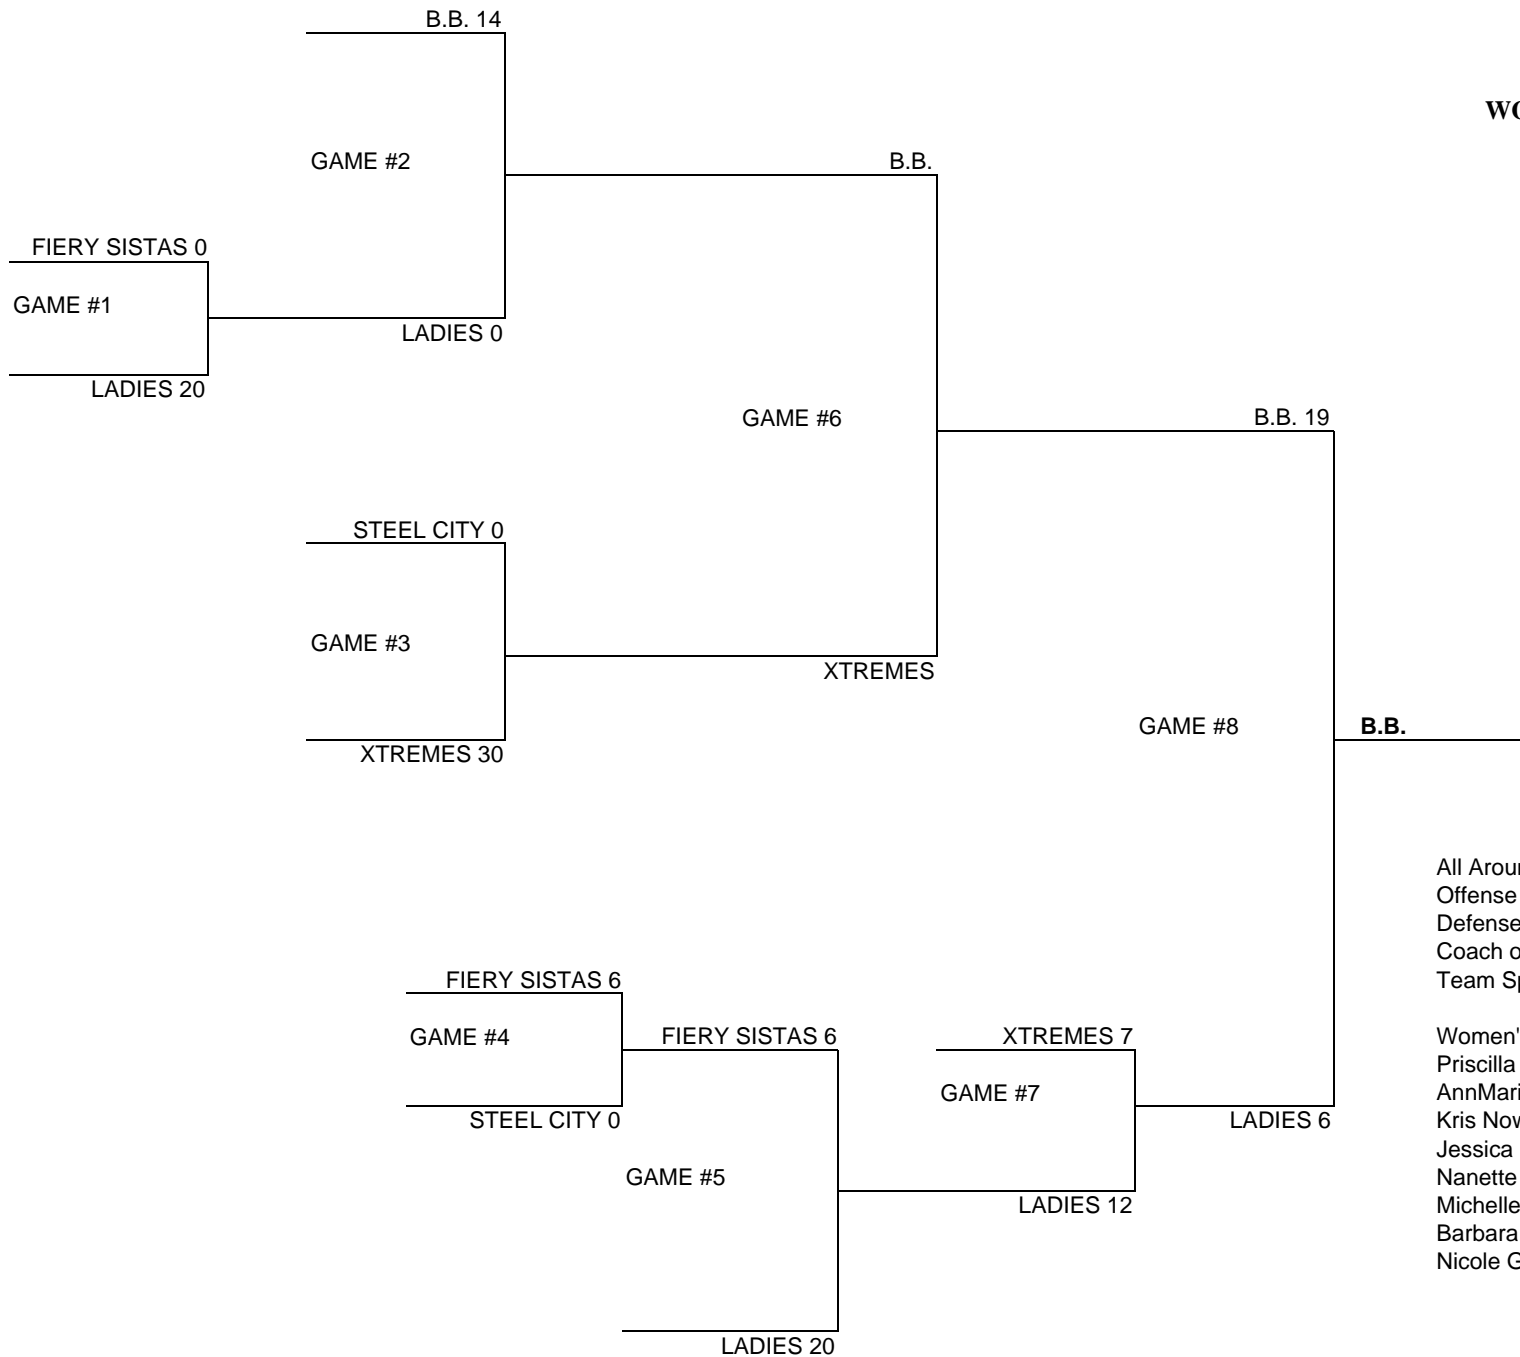 B.B. 14
WO
GAME #2
B.B.
FIERY SISTAS 0
GAME #1
LADIES 0
LADIES 20
GAME #6
B.B. 19
STEEL CITY 0
GAME #3
XTREMES
GAME #8
B.B.
XTREMES 30
All Arou
Offense
Defense
Coach o
Team Sp
FIERY SISTAS 6
GAME #4
FIERY SISTAS 6
XTREMES 7
Women'
Priscilla
GAME #7
AnnMari
STEEL CITY 0
LADIES 6
Kris Now
Jessica
GAME #5
Nanette
LADIES 12
Michelle
Barbara
Nicole G
LADIES 20